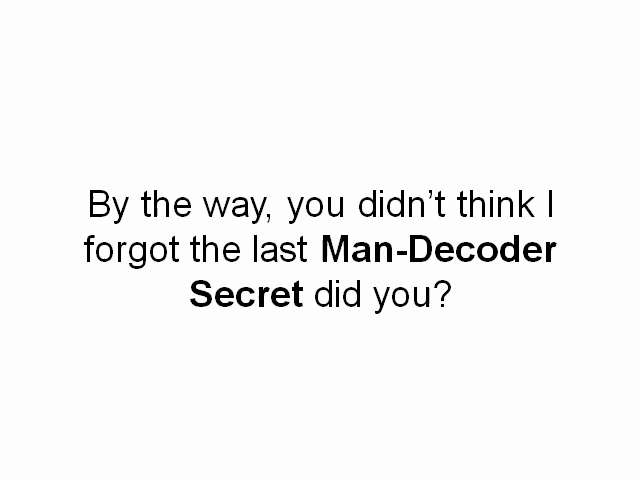 By the way, you didn’t think I
forgot the last Man-Decoder
Secret did you?